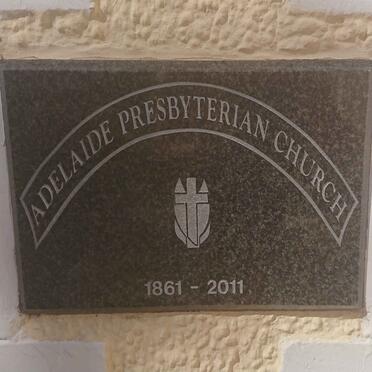 ADELAIDE PRESBYTERIAN CHURCH
1861 - 2011